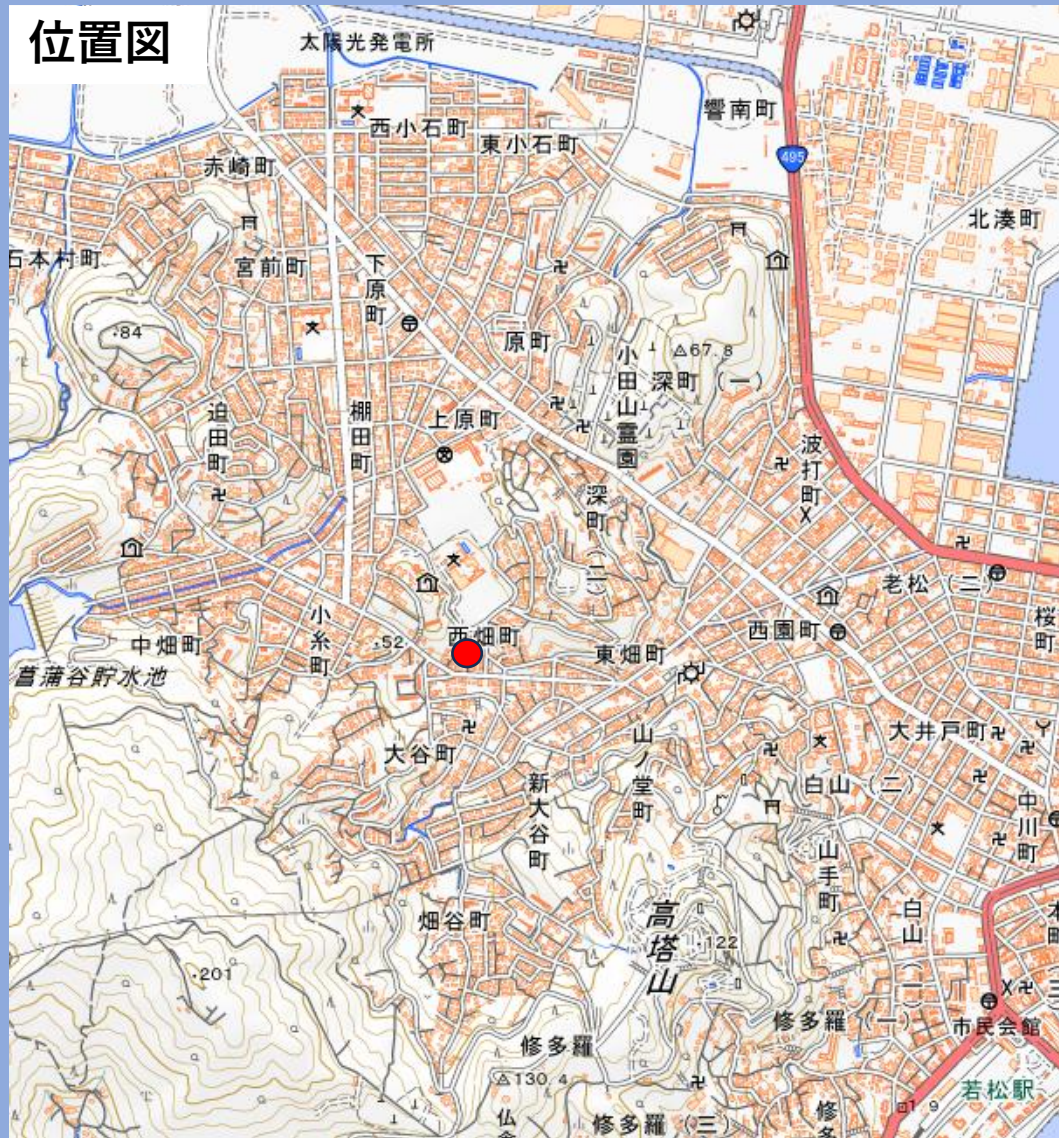 位置図
太陽光発電所
西小石町
東小石町
響南町
495
赤崎町
北湊町
石本村町
宮前町
下原町
84
原町
小田山霊園
67.8
深町(一)
迫田町
棚田町
上原町
波打町
深町(二)
老松(二)
桜町
小糸町
西畑町
西園町
中畑町
52
東畑町
菖蒲谷貯水池
大谷町
山ノ堂町
大井戸町
新大谷町
白山(二)
中川町
山手町
畑谷町
高塔山
122
白山(一)
201
修多羅(一)
市民会館
修多羅
130.4
若松駅
1.9
修多羅(三)